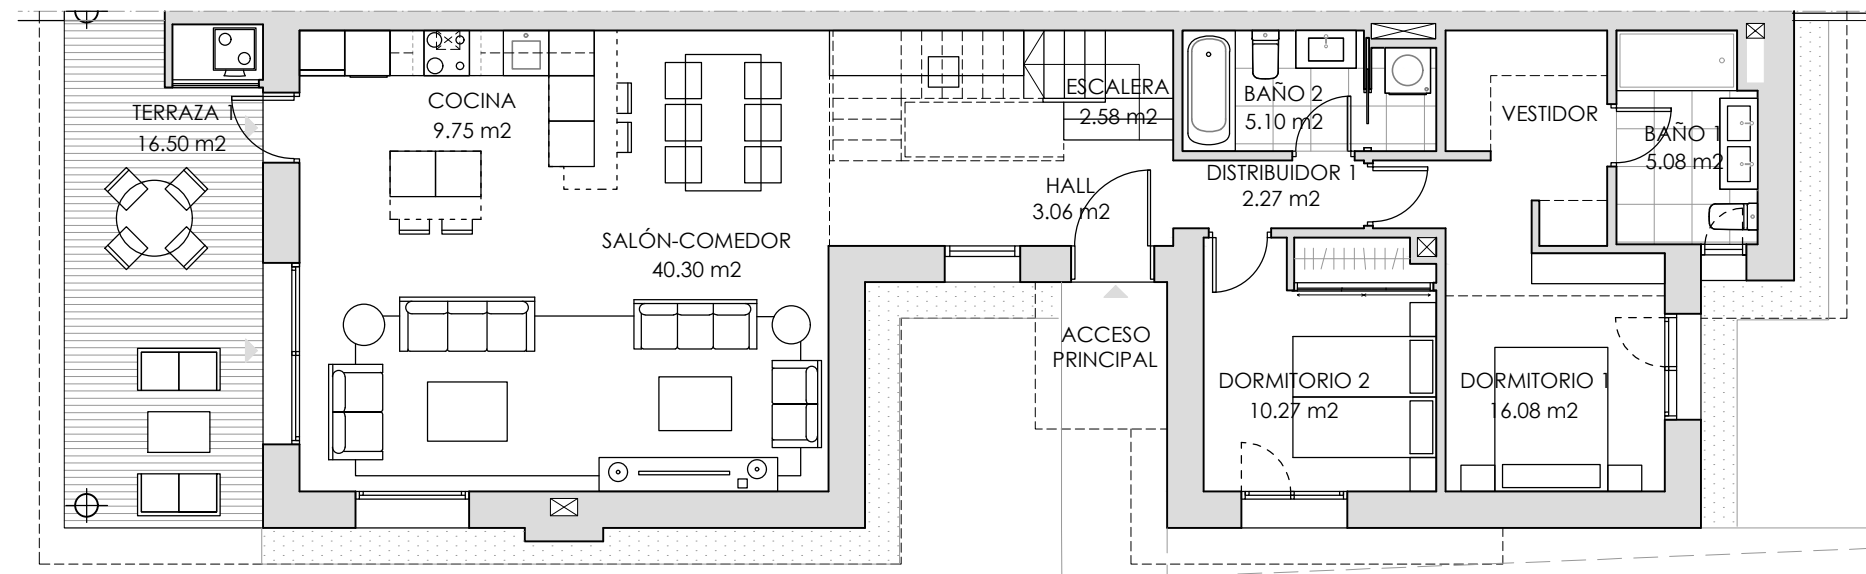 TERRAZA 1
16.50 m2
COCINA
9.75 m2
SALÓN-COMEDOR
40.30 m2
ESCALERA
2.58 m2
HALL
3.06 m2
ACCESO
PRINCIPAL
BAÑO 2
5.10 m2
DISTRIBUIDOR 1
2.27 m2
VESTIDOR
BAÑO 1
5.08 m2
DORMITORIO 2
10.27 m2
DORMITORIO 1
16.08 m2